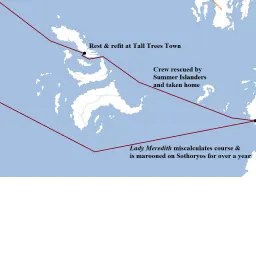 Rest & refit at Tall Trees Town
Crew rescued by
Summer Islanders
and taken home
Lady Meredith miscalculates course &
is marooned on Sothoryos for over a year